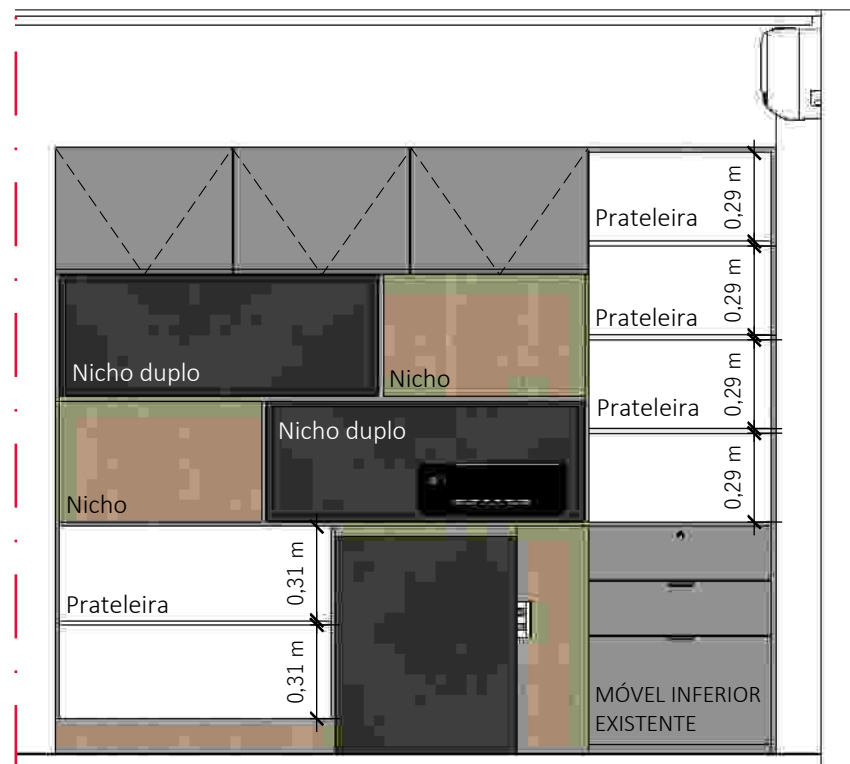 0,29 m
Prateleira
0,29 m
Prateleira
Nicho duplo
Nicho
0,29 m
Prateleira
Nicho duplo
0,29 m
Nicho
0,31 m
Prateleira
0,31 m
MÓVEL INFERIOR
EXISTENTE